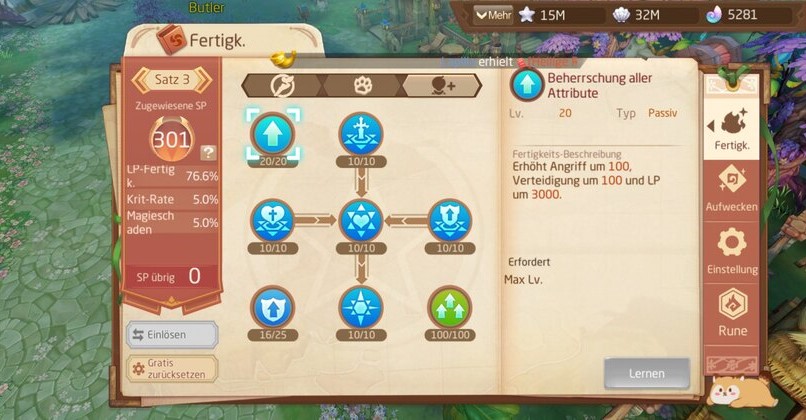 Butler
Mehr
15M
32M
5281
Fertigk.
erhielt
Satz 3
Zugewiesene SP
301
?
LP-Fertig
k.
76.6%
Krit-Rate
5.0%
Magiesch
aden
5.0%
SP übrig 0
Einlösen
Gratis
zurücksetzen
20/20
10/10
10/10
10/10
10/10
16/25
10/10
100/100
Beherrschung aller
Attribute
Lv. 20 Typ Passiv
Fertigkeits-Beschreibung
Erhöht Angriff um 100,
Verteidigung um 100 und LP
um 3000.
Erfordert
Max Lv.
Lernen
Fertigk.
Aufwecken
Einstellung
Rune